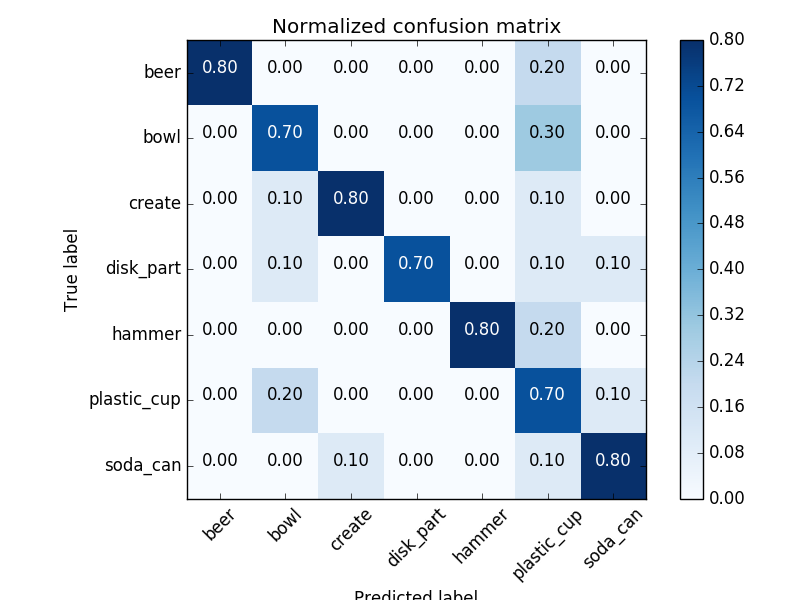 Normalized confusion matrix
beer 0.80 0.00 0.00 0.00 0.00 0.20 0.00
bowl 0.00 0.70 0.00 0.00 0.00 0.30 0.00
create 0.00 0.10 0.80 0.00 0.00 0.10 0.00
disk_part 0.00 0.10 0.00 0.70 0.00 0.10 0.10
hammer 0.00 0.00 0.00 0.00 0.80 0.20 0.00
plastic_cup 0.00 0.20 0.00 0.00 0.00 0.70 0.10
soda_can 0.00 0.00 0.10 0.00 0.00 0.10 0.80
True label
beer bowl create disk_part hammer plastic_cup soda_can
Predicted label
0.80
0.72
0.64
0.56
0.48
0.40
0.32
0.24
0.16
0.08
0.00